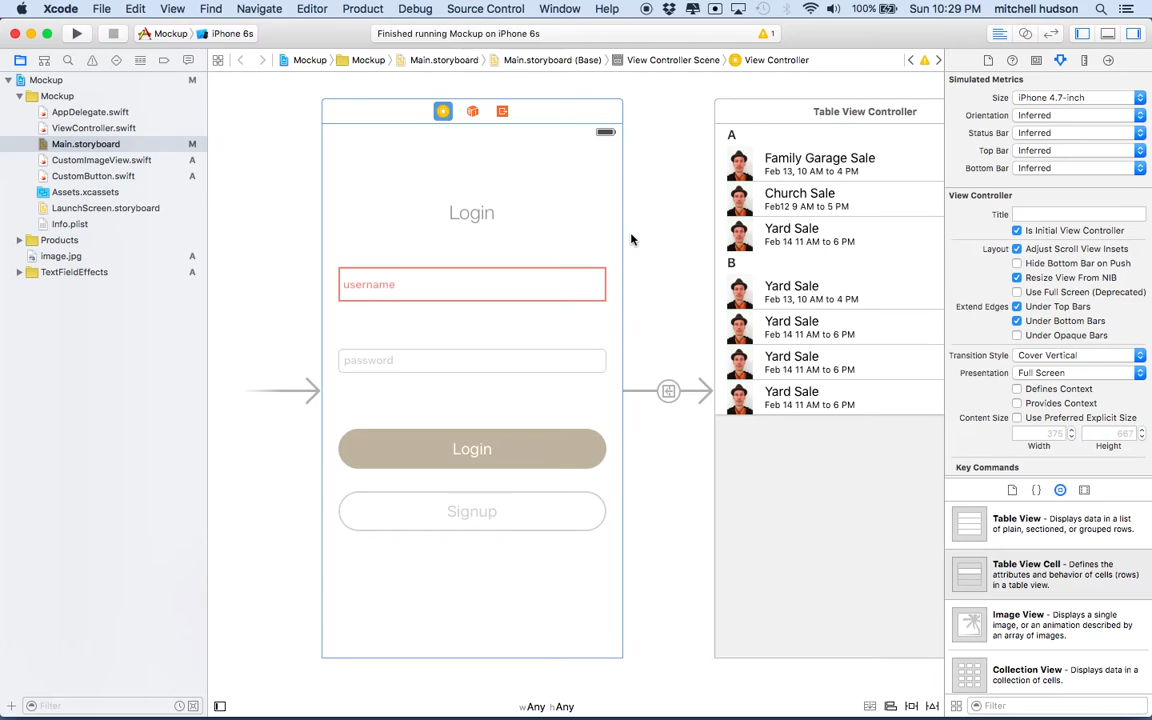 Xcode File Edit View Find Navigate Editor Product Debug Source Control Window Help 100% Sun 10:29 PM mitchell hudson
Mockup iPhone 6s Finished running Mockup on iPhone 6s 1
Mockup Mockup Main.storyboard Main.storyboard (Base) View Controller Scene View Controller
Mockup M
Mockup
AppDelegate.swift
ViewController.swift
Main.storyboard M
CustomImageView.swift A
CustomButton.swift A
Assets.xcassets
LaunchScreen.storyboard
Info.plist
Products
image.jpg A
TextFieldEffects A
Filter
Login
username
password
Login
Signup
Table View Controller
A
Family Garage Sale
Feb 13, 10 AM to 4 PM
Church Sale
Feb12 9 AM to 5 PM
Yard Sale
Feb 14 11 AM to 6 PM
B
Yard Sale
Feb 13, 10 AM to 4 PM
Yard Sale
Feb 14 11 AM to 6 PM
Yard Sale
Feb 14 11 AM to 6 PM
Yard Sale
Feb 14 11 AM to 6 PM
wAny hAny
Simulated Metrics
Size iPhone 4.7-inch
Orientation Inferred
Status Bar Inferred
Top Bar Inferred
Bottom Bar Inferred
View Controller
Title
Is Initial View Controller
Layout Adjust Scroll View Insets
Hide Bottom Bar on Push
Resize View From NIB
Use Full Screen (Deprecated)
Extend Edges Under Top Bars
Under Bottom Bars
Under Opaque Bars
Transition Style Cover Vertical
Presentation Full Screen
Defines Context
Provides Context
Content Size Use Preferred Explicit Size
375 667
Width Height
Key Commands
Table View - Displays data in a list
of plain, sectioned, or grouped rows.
Table View Cell - Defines the
attributes and behavior of cells (rows)
in a table view.
Image View - Displays a single
image, or an animation described by
an array of images.
Collection View - Displays data in a
collection of cells.
Filter